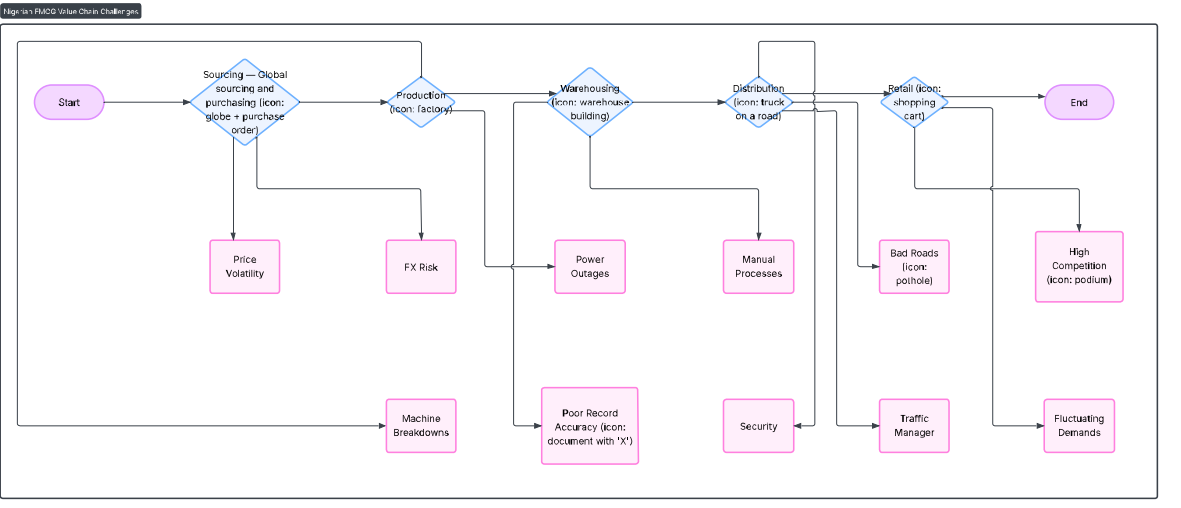 Nigerian FMCG Value Chain Challenges
Start
Sourcing — Global
sourcing and
purchasing (icon:
globe + purchase
order)
Production
(icon: factory)
Warehousing
(icon: warehouse
building)
Distribution
(icon: truck
on a road)
Retail (icon:
shopping
cart)
End
Price
Volatility
FX Risk
Power
Outages
Manual
Processes
Bad Roads
(icon:
pothole)
High
Competition
(icon: podium)
Machine
Breakdowns
Poor Record
Accuracy (icon:
document with 'X')
Security
Traffic
Manager
Fluctuating
Demands